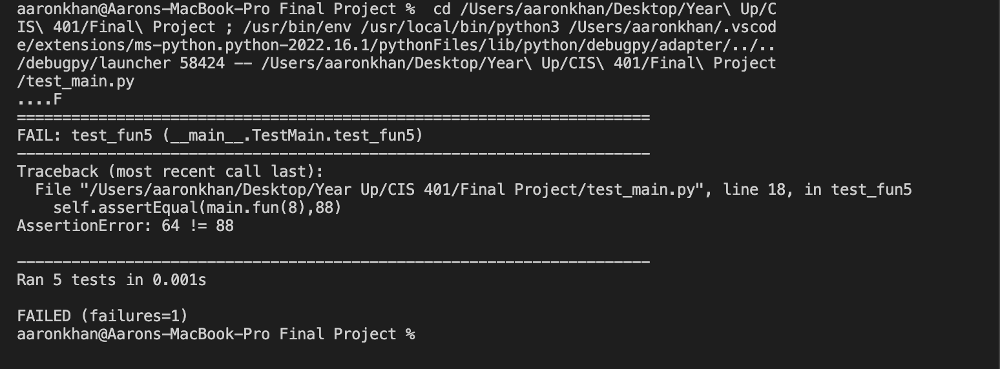 aaronkhan@Aarons-MacBook-Pro Final Project %  cd /Users/aaronkhan/Desktop/Year\ Up/C
IS\ 401/Final\ Project ; /usr/bin/env /usr/local/bin/python3 /Users/aaronkhan/.vscod
e/extensions/ms-python.python-2022.16.1/pythonFiles/lib/python/debugpy/adapter/../..
/debugpy/launcher 58424 -- /Users/aaronkhan/Desktop/Year\ Up/CIS\ 401/Final\ Project
/test_main.py
....F
======================================================================
FAIL: test_fun5 (__main__.TestMain.test_fun5)
----------------------------------------------------------------------
Traceback (most recent call last):
  File "/Users/aaronkhan/Desktop/Year Up/CIS 401/Final Project/test_main.py", line 18, in test_fun5
    self.assertEqual(main.fun(8),88)
AssertionError: 64 != 88
----------------------------------------------------------------------
Ran 5 tests in 0.001s
FAILED (failures=1)
aaronkhan@Aarons-MacBook-Pro Final Project %